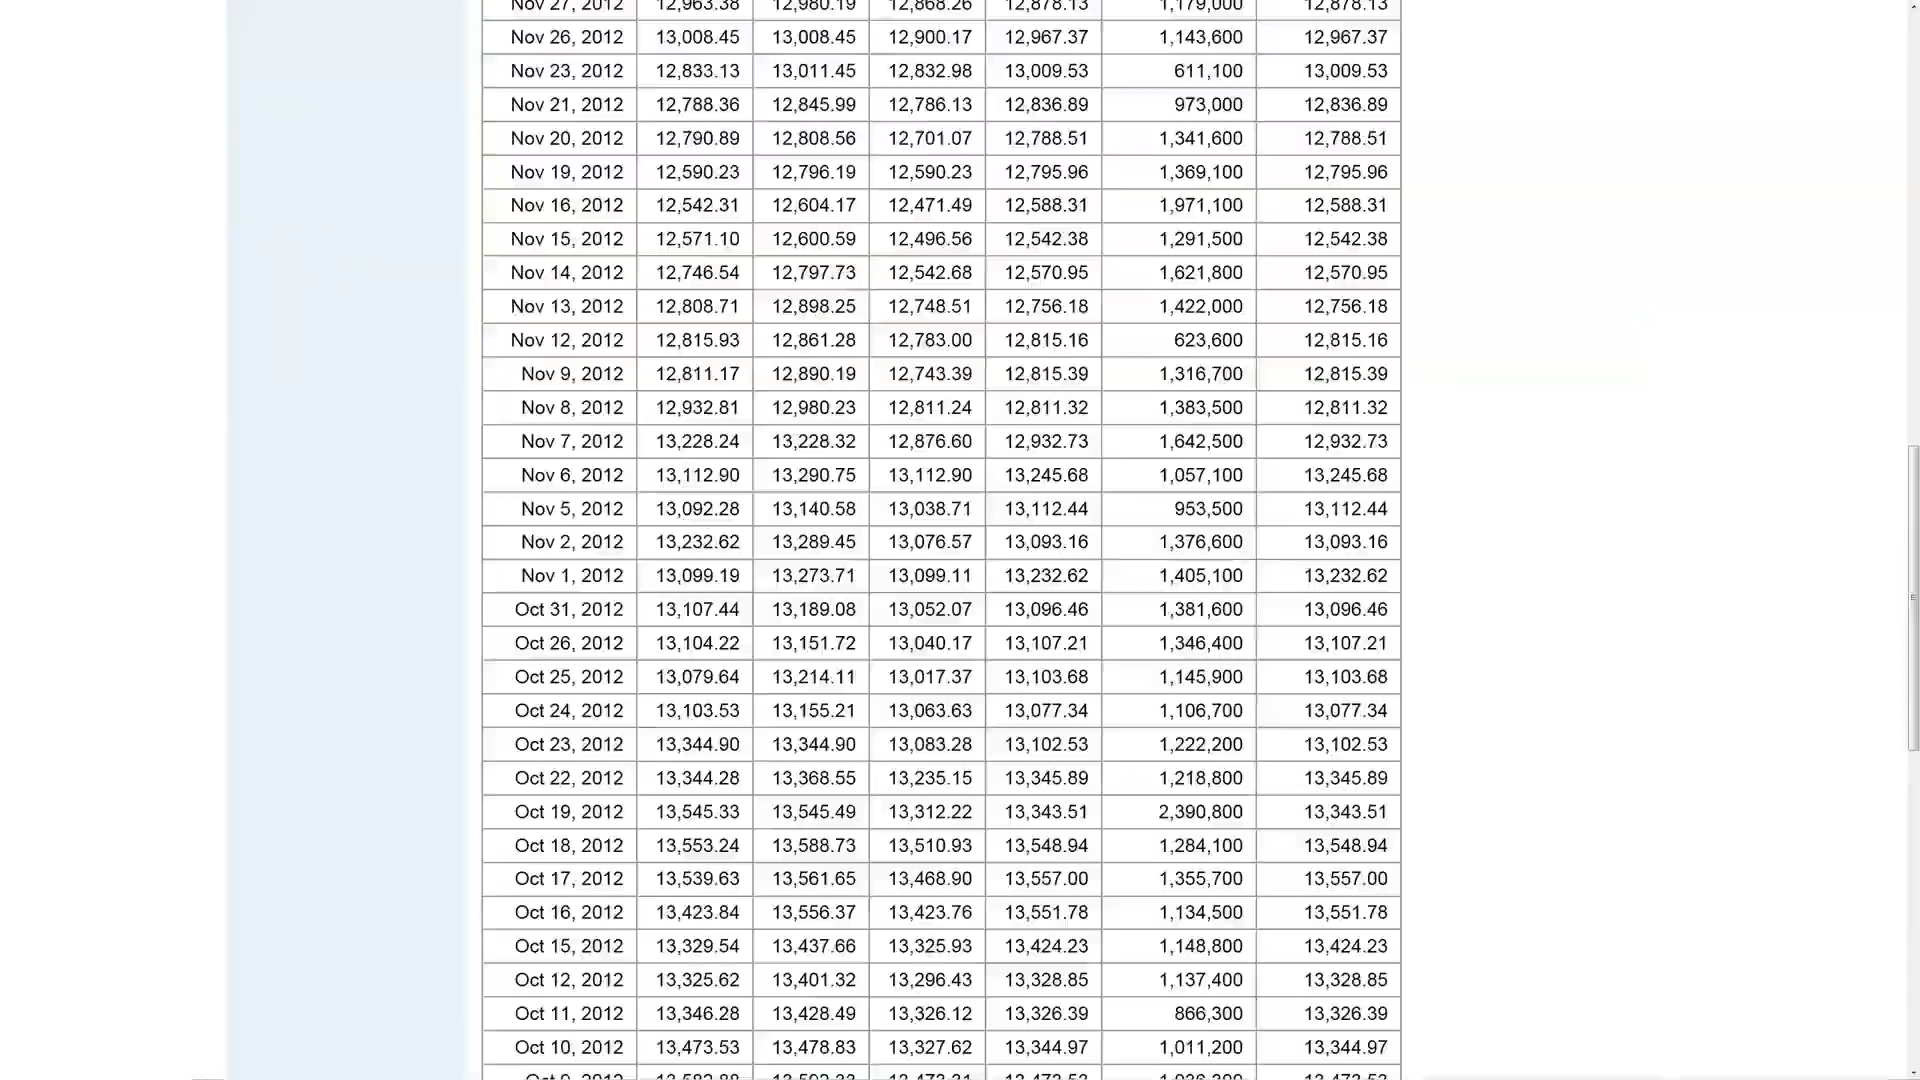 Nov 27, 2012 12,963.38 12,980.19 12,868.26 12,878.13 1,179,000 12,878.13
Nov 26, 2012 13,008.45 13,008.45 12,900.17 12,967.37 1,143,600 12,967.37
Nov 23, 2012 12,833.13 13,011.45 12,832.98 13,009.53 611,100 13,009.53
Nov 21, 2012 12,788.36 12,845.99 12,786.13 12,836.89 973,000 12,836.89
Nov 20, 2012 12,790.89 12,808.56 12,701.07 12,788.51 1,341,600 12,788.51
Nov 19, 2012 12,590.23 12,796.19 12,590.23 12,795.96 1,369,100 12,795.96
Nov 16, 2012 12,542.31 12,604.17 12,471.49 12,588.31 1,971,100 12,588.31
Nov 15, 2012 12,571.10 12,600.59 12,496.56 12,542.38 1,291,500 12,542.38
Nov 14, 2012 12,746.54 12,797.73 12,542.68 12,570.95 1,621,800 12,570.95
Nov 13, 2012 12,808.71 12,898.25 12,748.51 12,756.18 1,422,000 12,756.18
Nov 12, 2012 12,815.93 12,861.28 12,783.00 12,815.16 623,600 12,815.16
Nov 9, 2012 12,811.17 12,890.19 12,743.39 12,815.39 1,316,700 12,815.39
Nov 8, 2012 12,932.81 12,980.23 12,811.24 12,811.32 1,383,500 12,811.32
Nov 7, 2012 13,228.24 13,228.32 12,876.60 12,932.73 1,642,500 12,932.73
Nov 6, 2012 13,112.90 13,290.75 13,112.90 13,245.68 1,057,100 13,245.68
Nov 5, 2012 13,092.28 13,140.58 13,038.71 13,112.44 953,500 13,112.44
Nov 2, 2012 13,232.62 13,289.45 13,076.57 13,093.16 1,376,600 13,093.16
Nov 1, 2012 13,099.19 13,273.71 13,099.11 13,232.62 1,405,100 13,232.62
Oct 31, 2012 13,107.44 13,189.08 13,052.07 13,096.46 1,381,600 13,096.46
Oct 26, 2012 13,104.22 13,151.72 13,040.17 13,107.21 1,346,400 13,107.21
Oct 25, 2012 13,079.64 13,214.11 13,017.37 13,103.68 1,145,900 13,103.68
Oct 24, 2012 13,103.53 13,155.21 13,063.63 13,077.34 1,106,700 13,077.34
Oct 23, 2012 13,344.90 13,344.90 13,083.28 13,102.53 1,222,200 13,102.53
Oct 22, 2012 13,344.28 13,368.55 13,235.15 13,345.89 1,218,800 13,345.89
Oct 19, 2012 13,545.33 13,545.49 13,312.22 13,343.51 2,390,800 13,343.51
Oct 18, 2012 13,553.24 13,588.73 13,510.93 13,548.94 1,284,100 13,548.94
Oct 17, 2012 13,539.63 13,561.65 13,468.90 13,557.00 1,355,700 13,557.00
Oct 16, 2012 13,423.84 13,556.37 13,423.76 13,551.78 1,134,500 13,551.78
Oct 15, 2012 13,329.54 13,437.66 13,325.93 13,424.23 1,148,800 13,424.23
Oct 12, 2012 13,325.62 13,401.32 13,296.43 13,328.85 1,137,400 13,328.85
Oct 11, 2012 13,346.28 13,428.49 13,326.12 13,326.39 866,300 13,326.39
Oct 10, 2012 13,473.53 13,478.83 13,327.62 13,344.97 1,011,200 13,344.97